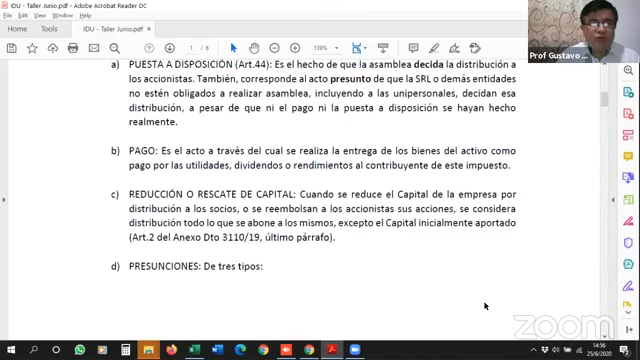 IDU - Taller Junio.pdf - Adobe Acrobat Reader DC
File Edit View Window Help
Home Tools
IDU - Taller Junio.pdf
1 / 6
139%
a) PUESTA A DISPOSICIÓN (Art.44): Es el hecho de que la asamblea decida la distribución a
los accionistas. También, corresponde al acto presunto de que la SRL o demás entidades
no estén obligados a realizar asamblea, incluyendo a las unipersonales, decidan esa
distribución, a pesar de que ni el pago ni la puesta a disposición se hayan hecho
realmente.
b) PAGO: Es el acto a través del cual se realiza la entrega de los bienes del activo como
pago por las utilidades, dividendos o rendimientos al contribuyente de este impuesto.
c) REDUCCIÓN O RESCATE DE CAPITAL: Cuando se reduce el Capital de la empresa por
distribución a los socios, o se reembolsan a los accionistas sus acciones, se considera
distribución todo lo que se abone a los mismos, excepto el Capital inicialmente aportado
(Art.2 del Anexo Dto 3110/19, último párrafo).
d) PRESUNCIONES: De tres tipos:
Prof Gustavo
zoom
ES
14:56
25/6/2020